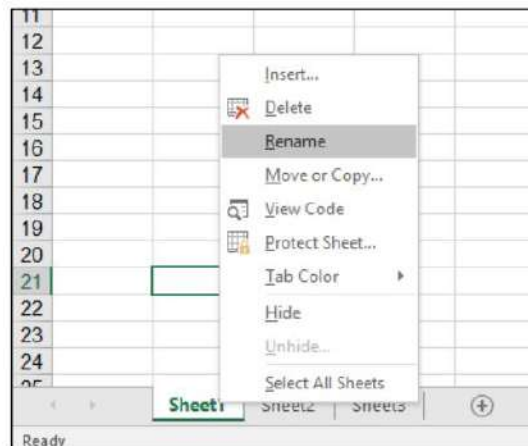 11
12
13
Insert...
14
Delete
15
16
Rename
17
Move or Copy...
18
View Code
19
Protect Sheet...
20
Tab Color
21
22
Hide
23
Unhide...
24
Select All Sheets
25
Sheet1 Sheet2 Sheet3
Ready